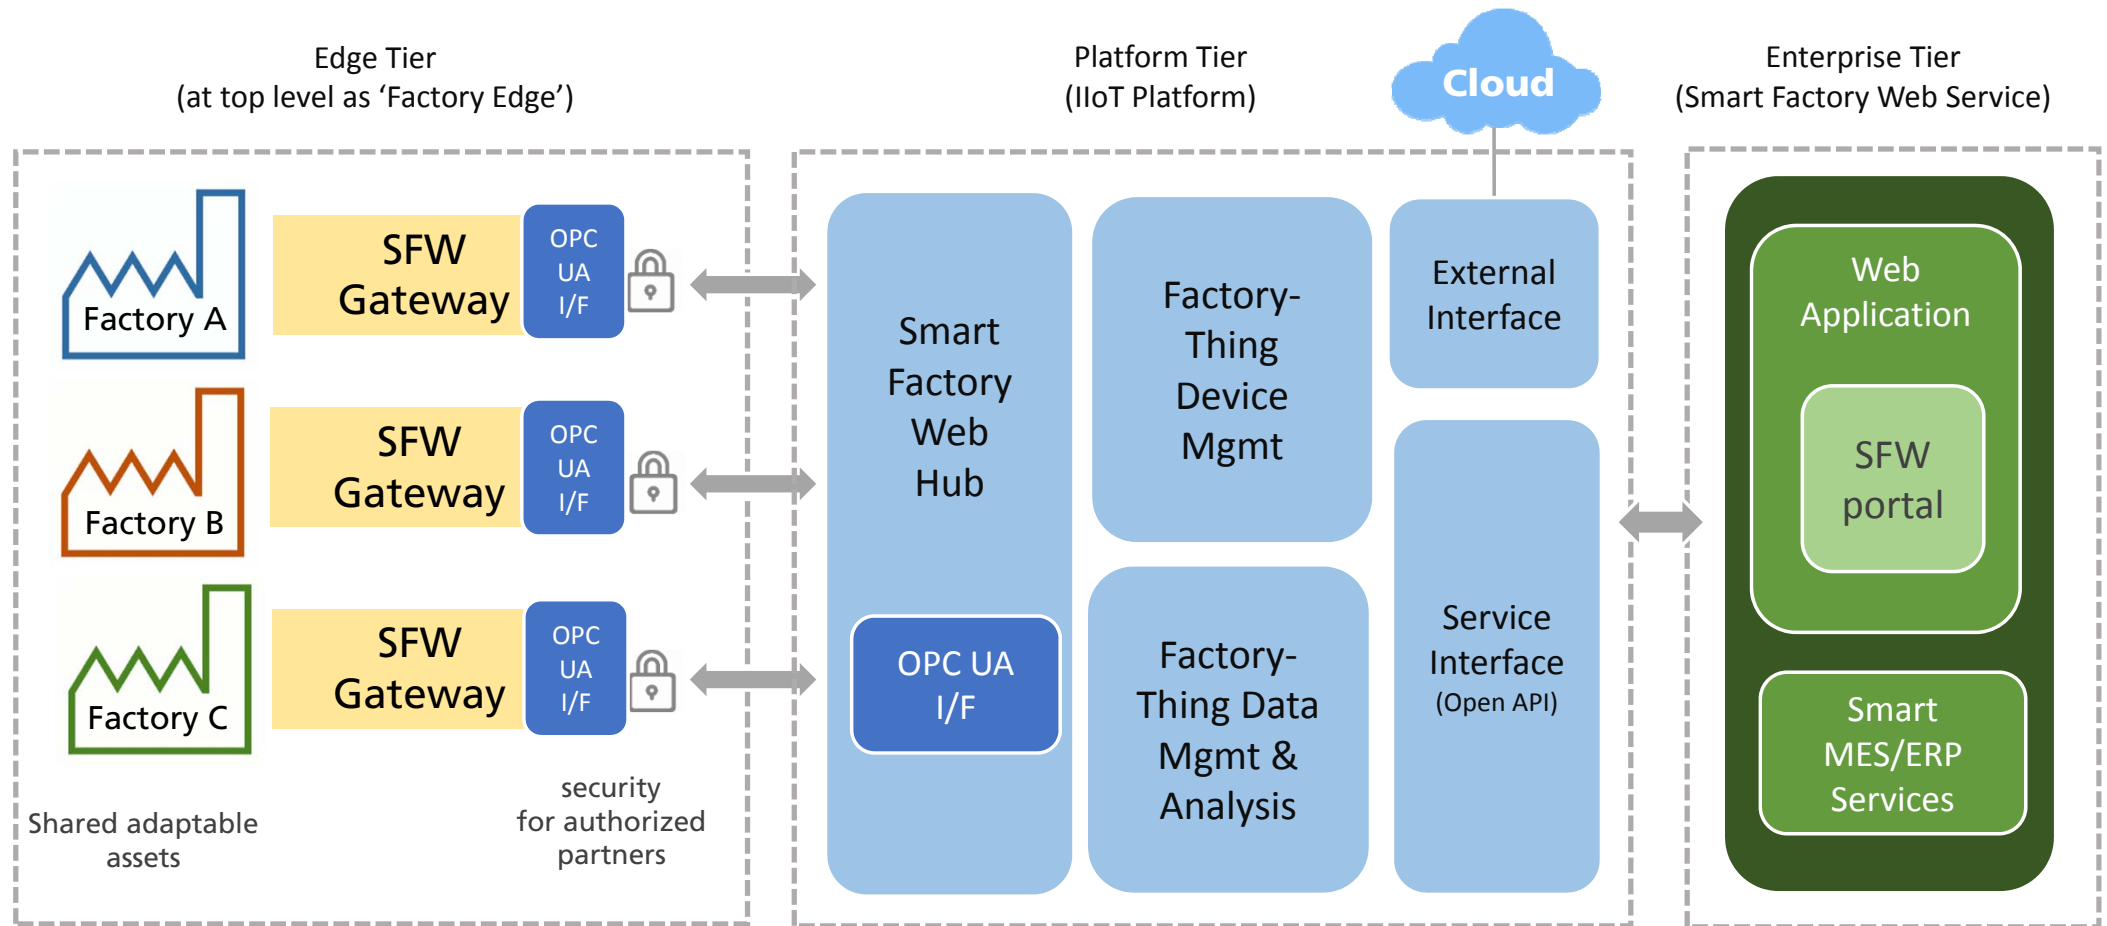 Edge Tier
(at top level as ‘Factory Edge’)
Platform Tier
(IIoT Platform)
Cloud
Enterprise Tier
(Smart Factory Web Service)
Factory A
SFW
Gateway
OPC
UA
I/F
Factory B
SFW
Gateway
OPC
UA
I/F
Factory C
SFW
Gateway
OPC
UA
I/F
Shared adaptable
assets
security
for authorized
partners
Smart
Factory
Web
Hub
OPC UA
I/F
Factory-
Thing
Device
Mgmt
Factory-
Thing Data
Mgmt &
Analysis
External
Interface
Service
Interface
(Open API)
Web
Application
SFW
portal
Smart
MES/ERP
Services